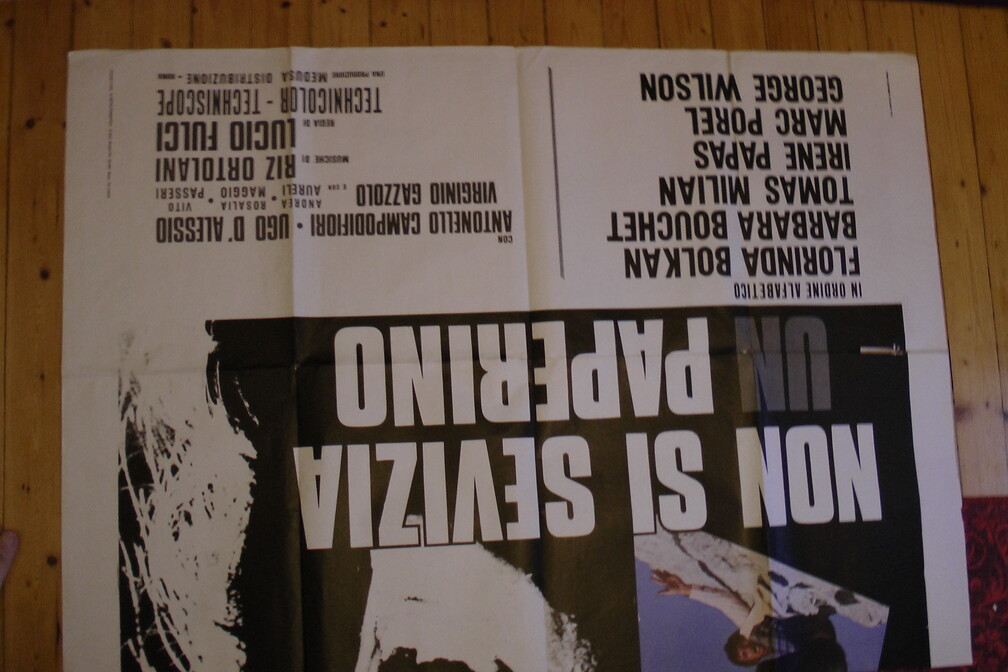 NON SI SEVIZIA
UN PAPERINO
IN ORDINE ALFABETICO
FLORINDA BOLKAN
BARBARA BOUCHET
TOMAS MILIAN
IRENE PAPAS
MARC POREL
GEORGE WILSON
CON
ANTONELLO CAMPODIFIORI • UGO D'ALESSIO
VIRGINIO GAZZOLO E CON ANDREA AURELI • ROSALIA MAGGIO • VITO PASSERI
MUSICHE DI RIZ ORTOLANI
REGIA DI LUCIO FULCI
TECHNICOLOR - TECHNISCOPE
UNA PRODUZIONE MEDUSA DISTRIBUZIONE - ROMA